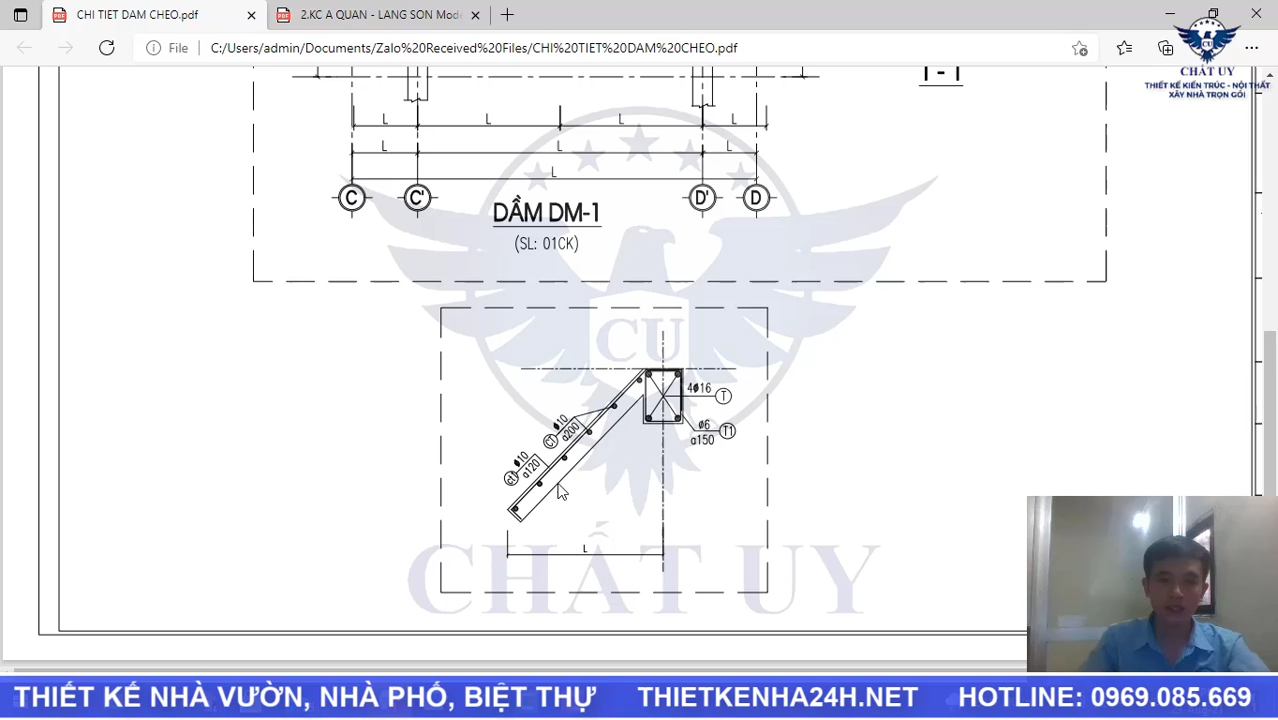 CHI TIET DAM CHEO.pdf
2.KC A QUAN - LANG SON Mod
File
C:/Users/admin/Documents/Zalo%20Received%20Files/CHI%20TIET%20DAM%20CHEO.pdf
CU
CHẤT UY
THIẾT KẾ KIẾN TRÚC - NỘI THẤT
XÂY NHÀ TRỌN GÓI
1 - 1
L L L L
L L L
L
C C' D' D
DẦM DM-1
(SL: 01CK)
CU
4Ø16 T
Ø6
a150 T1
Ø10
a200 C1
Ø10
a120 c1
L
CHẤT UY
THIẾT KẾ NHÀ VƯỜN, NHÀ PHỐ, BIỆT THỰ THIETKENHA24H.NET HOTLINE: 0969.085.669